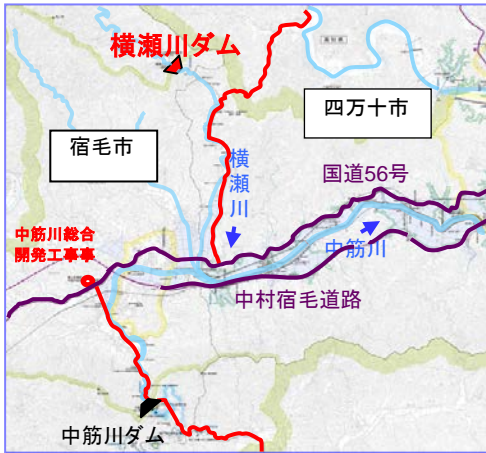 横瀬川ダム
四万十市
宿毛市
横瀬川
国道56号
中筋川総合
開発工事事
中筋川
中村宿毛道路
中筋川ダム